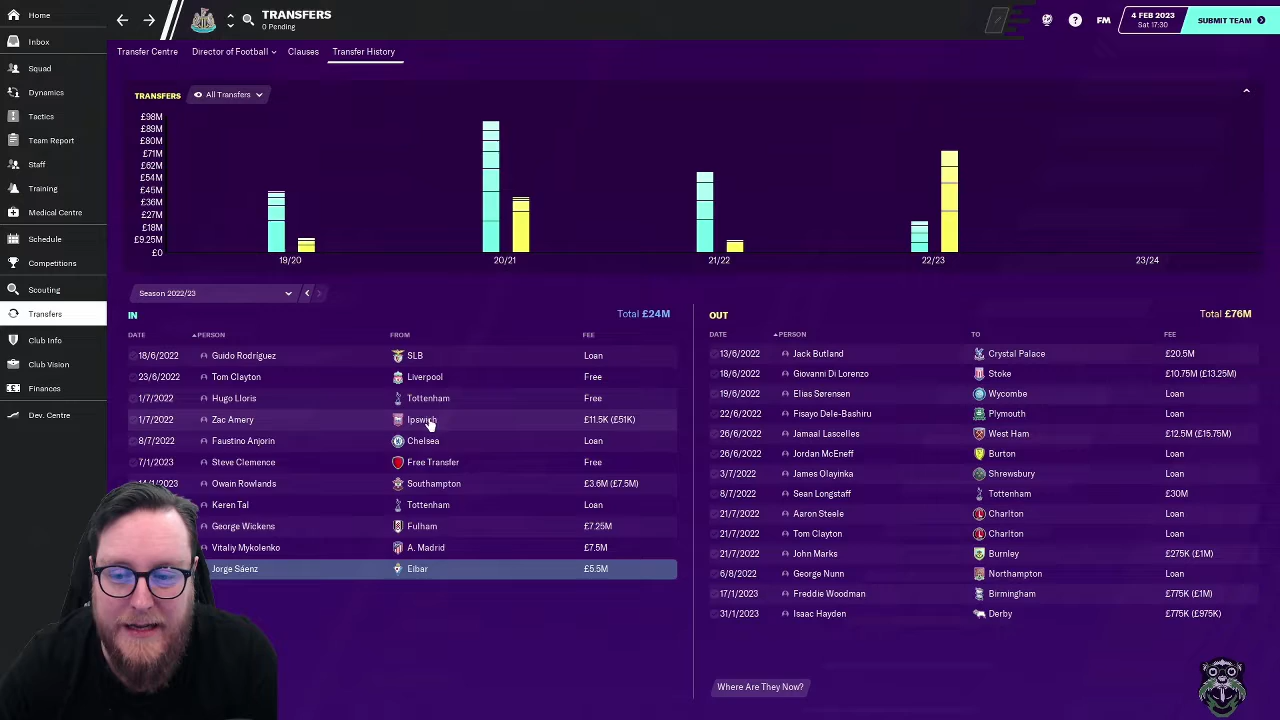 Home
TRANSFERS
0 Pending
FM
4 FEB 2023
Sat 17:30
SUBMIT TEAM
Inbox
Squad
Dynamics
Tactics
Team Report
Staff
Training
Medical Centre
Schedule
Competitions
Scouting
Transfers
Club Info
Club Vision
Finances
Dev. Centre
Transfer Centre Director of Football Clauses Transfer History
TRANSFERS All Transfers
£98M
£89M
£80M
£71M
£62M
£54M
£45M
£36M
£27M
£18M
£9.25M
£0
19/20 20/21 21/22 22/23 23/24
Season 2022/23
IN Total £24M
DATE PERSON FROM FEE
18/6/2022 Guido Rodríguez SLB Loan
23/6/2022 Tom Clayton Liverpool Free
1/7/2022 Hugo Lloris Tottenham Free
1/7/2022 Zac Amery Ipswich £11.5K (£51K)
8/7/2022 Faustino Anjorin Chelsea Loan
7/1/2023 Steve Clemence Free Transfer Free
14/1/2023 Owain Rowlands Southampton £3.6M (£7.5M)
Keren Tal Tottenham Loan
George Wickens Fulham £7.25M
Vitaliy Mykolenko A. Madrid £7.5M
Jorge Sáenz Eibar £5.5M
OUT Total £76M
DATE PERSON TO FEE
13/6/2022 Jack Butland Crystal Palace £20.5M
18/6/2022 Giovanni Di Lorenzo Stoke £10.75M (£13.25M)
19/6/2022 Elias Sørensen Wycombe Loan
22/6/2022 Fisayo Dele-Bashiru Plymouth Loan
26/6/2022 Jamaal Lascelles West Ham £12.5M (£15.75M)
26/6/2022 Jordan McEneff Burton Loan
3/7/2022 James Olayinka Shrewsbury Loan
8/7/2022 Sean Longstaff Tottenham £30M
21/7/2022 Aaron Steele Charlton Loan
21/7/2022 Tom Clayton Charlton Loan
21/7/2022 John Marks Burnley £275K (£1M)
6/8/2022 George Nunn Northampton Loan
17/1/2023 Freddie Woodman Birmingham £775K (£1M)
31/1/2023 Isaac Hayden Derby £775K (£975K)
Where Are They Now?